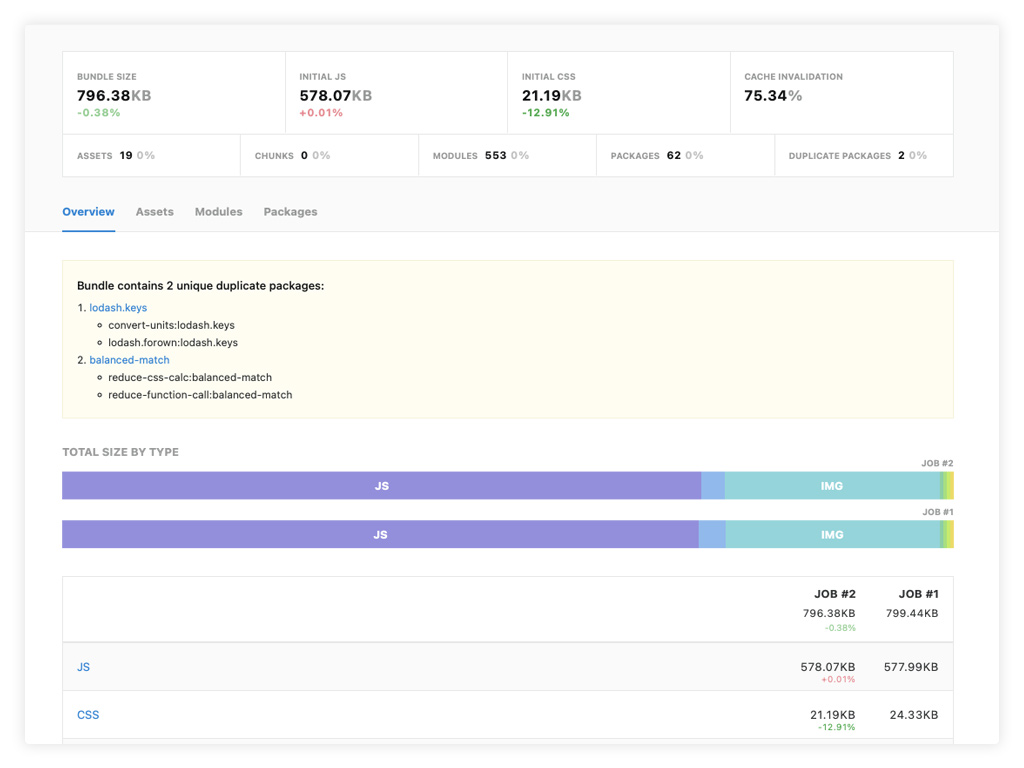 BUNDLE SIZE
796.38KB
-0.38%
INITIAL JS
578.07KB
+0.01%
INITIAL CSS
21.19KB
-12.91%
CACHE INVALIDATION
75.34%
ASSETS 19 0%
CHUNKS 0 0%
MODULES 553 0%
PACKAGES 62 0%
DUPLICATE PACKAGES 2 0%
Overview Assets Modules Packages
Bundle contains 2 unique duplicate packages:
1. lodash.keys
convert-units:lodash.keys
lodash.forown:lodash.keys
2. balanced-match
reduce-css-calc:balanced-match
reduce-function-call:balanced-match
TOTAL SIZE BY TYPE
JOB #2
JS IMG
JOB #1
JS IMG
JOB #2 JOB #1
796.38KB 799.44KB
-0.38%
JS 578.07KB 577.99KB
+0.01%
CSS 21.19KB 24.33KB
-12.91%